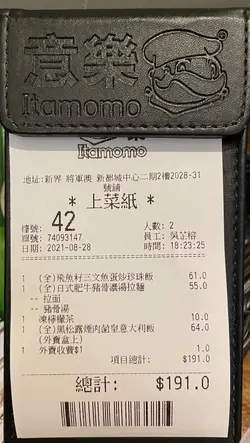 意樂
Itamomo
Itamomo
地址:新界 將軍澳 新都城中心二期2樓2028-31
號舖
* 上菜紙 *
檯號: 42 人數: 2
單號: 74093147 員工: 吳芷榕
日期: 2021-08-28 時間: 18:23:25
1 (全)飛魚籽三文魚蛋炒珍珠飯 61.0
1 (全)日式肥牛豬骨濃湯拉麵 55.0
-- 拉面
-- 豬骨湯
1 凍檸檬茶 10.0
1 (全)黑松露煙肉菌皇意大利飯 64.0
(外賣盒上)
1 外賣收費$1 1.0
項目總計: $191.0
總計: $191.0